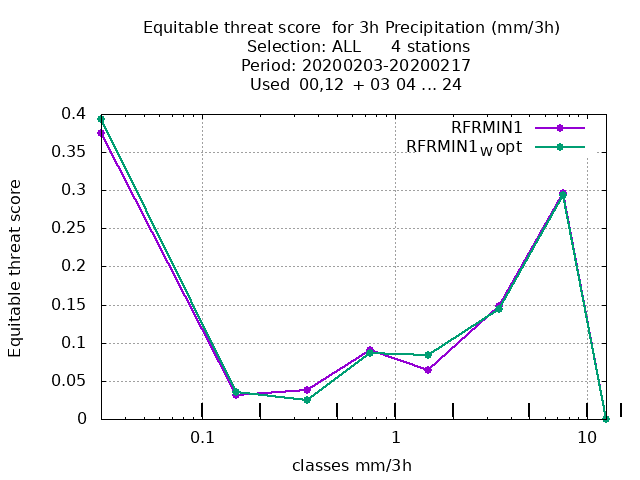 Equitable threat score  for 3h Precipitation (mm/3h)
Selection: ALL      4 stations
Period: 20200203-20200217
Used  00,12  + 03 04 ... 24
RFRMIN1
RFRMIN1W opt
0.4
0.35
0.3
0.25
0.2
0.15
0.1
0.05
0
Equitable threat score
0.1 1 10
classes mm/3h